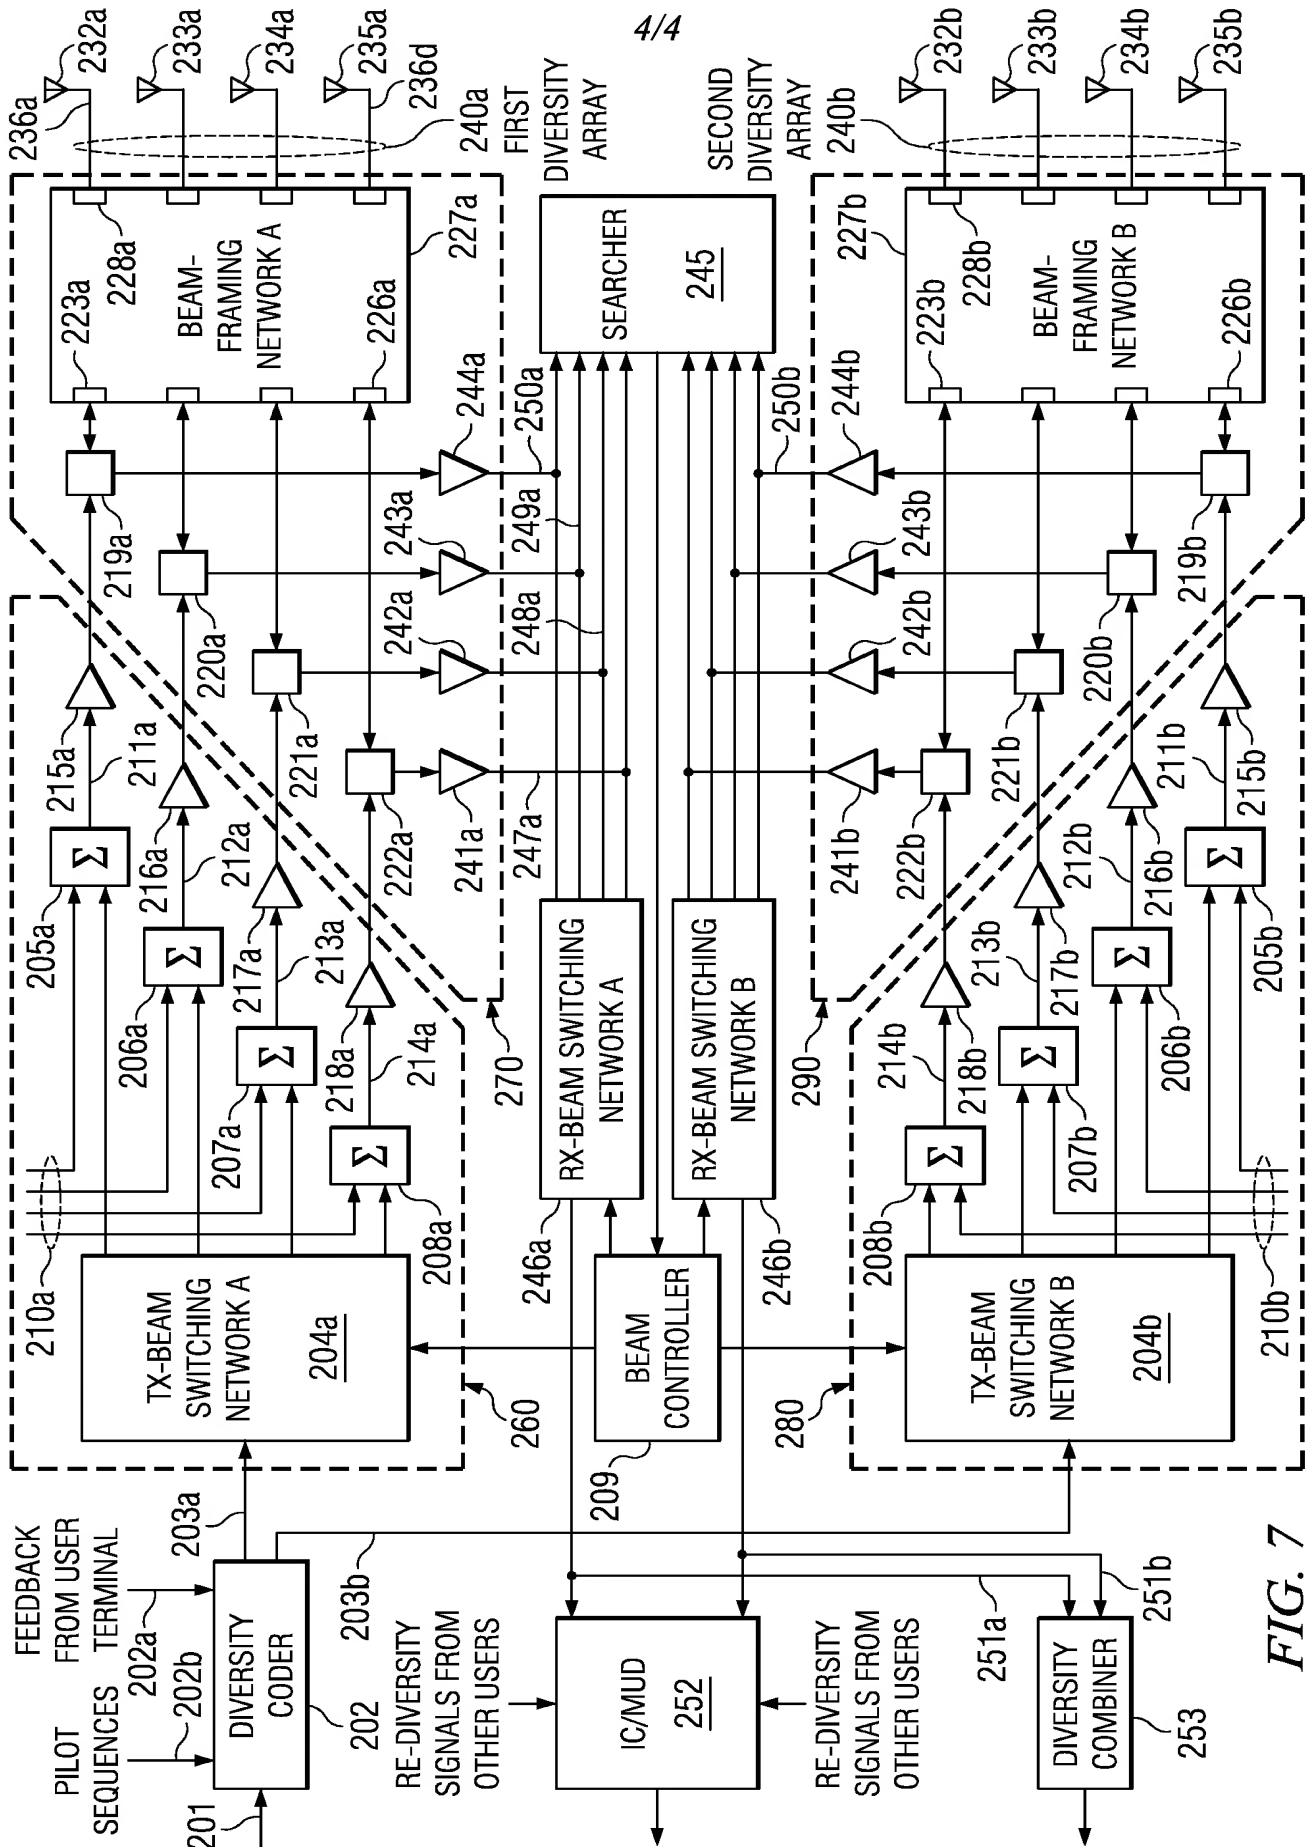 4/4
232a
233a
234a
235a
236a
236d
240a
FIRST
DIVERSITY
ARRAY
SECOND
DIVERSITY
ARRAY
240b
232b
233b
234b
235b
223a
228a
BEAM-
FRAMING
NETWORK A
226a
227a
SEARCHER
245
227b
223b
228b
BEAM-
FRAMING
NETWORK B
226b
244a
250a
250b
244b
219a
243a
249a
243b
219b
220a
242a
248a
242b
220b
215a
211a
221a
222a
241a
247a
241b
222b
221b
211b
215b
205a
Σ
216a
212a
212b
216b
Σ
205b
206a
Σ
217a
213a
213b
217b
Σ
206b
207a
Σ
218a
214a
270
RX-BEAM SWITCHING
NETWORK A
RX-BEAM SWITCHING
NETWORK B
290
214b
218b
Σ
207b
Σ
208a
246a
246b
208b
Σ
210a
210b
TX-BEAM
SWITCHING
NETWORK A
204a
260
BEAM
CONTROLLER
209
280
TX-BEAM
SWITCHING
NETWORK B
204b
FEEDBACK
FROM USER
TERMINAL
202a
203a
203b
PILOT
SEQUENCES
202b
DIVERSITY
CODER
202
201
RE-DIVERSITY
SIGNALS FROM
OTHER USERS
IC/MUD
252
RE-DIVERSITY
SIGNALS FROM
OTHER USERS
251a
251b
DIVERSITY
COMBINER
253
FIG. 7